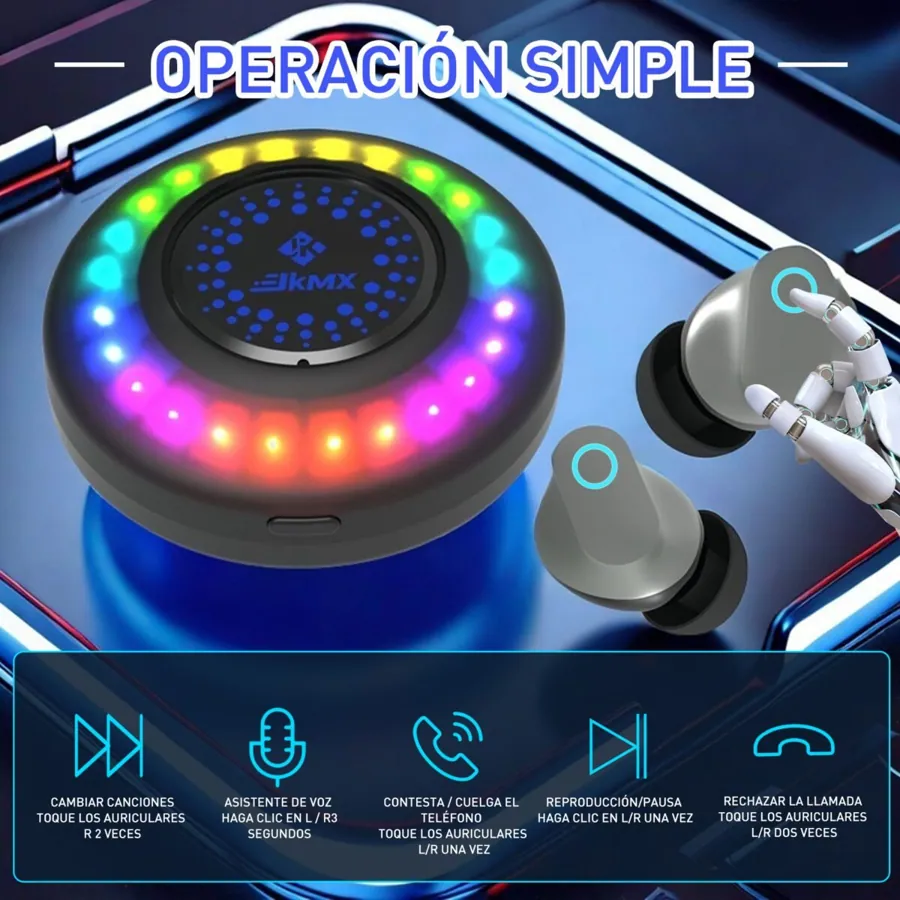 OPERACIÓN SIMPLE
JKMX
CAMBIAR CANCIONES
TOQUE LOS AURICULARES
R 2 VECES
ASISTENTE DE VOZ
HAGA CLIC EN L / R3
SEGUNDOS
CONTESTA / CUELGA EL
TELÉFONO
TOQUE LOS AURICULARES
L/R UNA VEZ
REPRODUCCIÓN/PAUSA
HAGA CLIC EN L/R UNA VEZ
RECHAZAR LA LLAMADA
TOQUE LOS AURICULARES
L/R DOS VECES